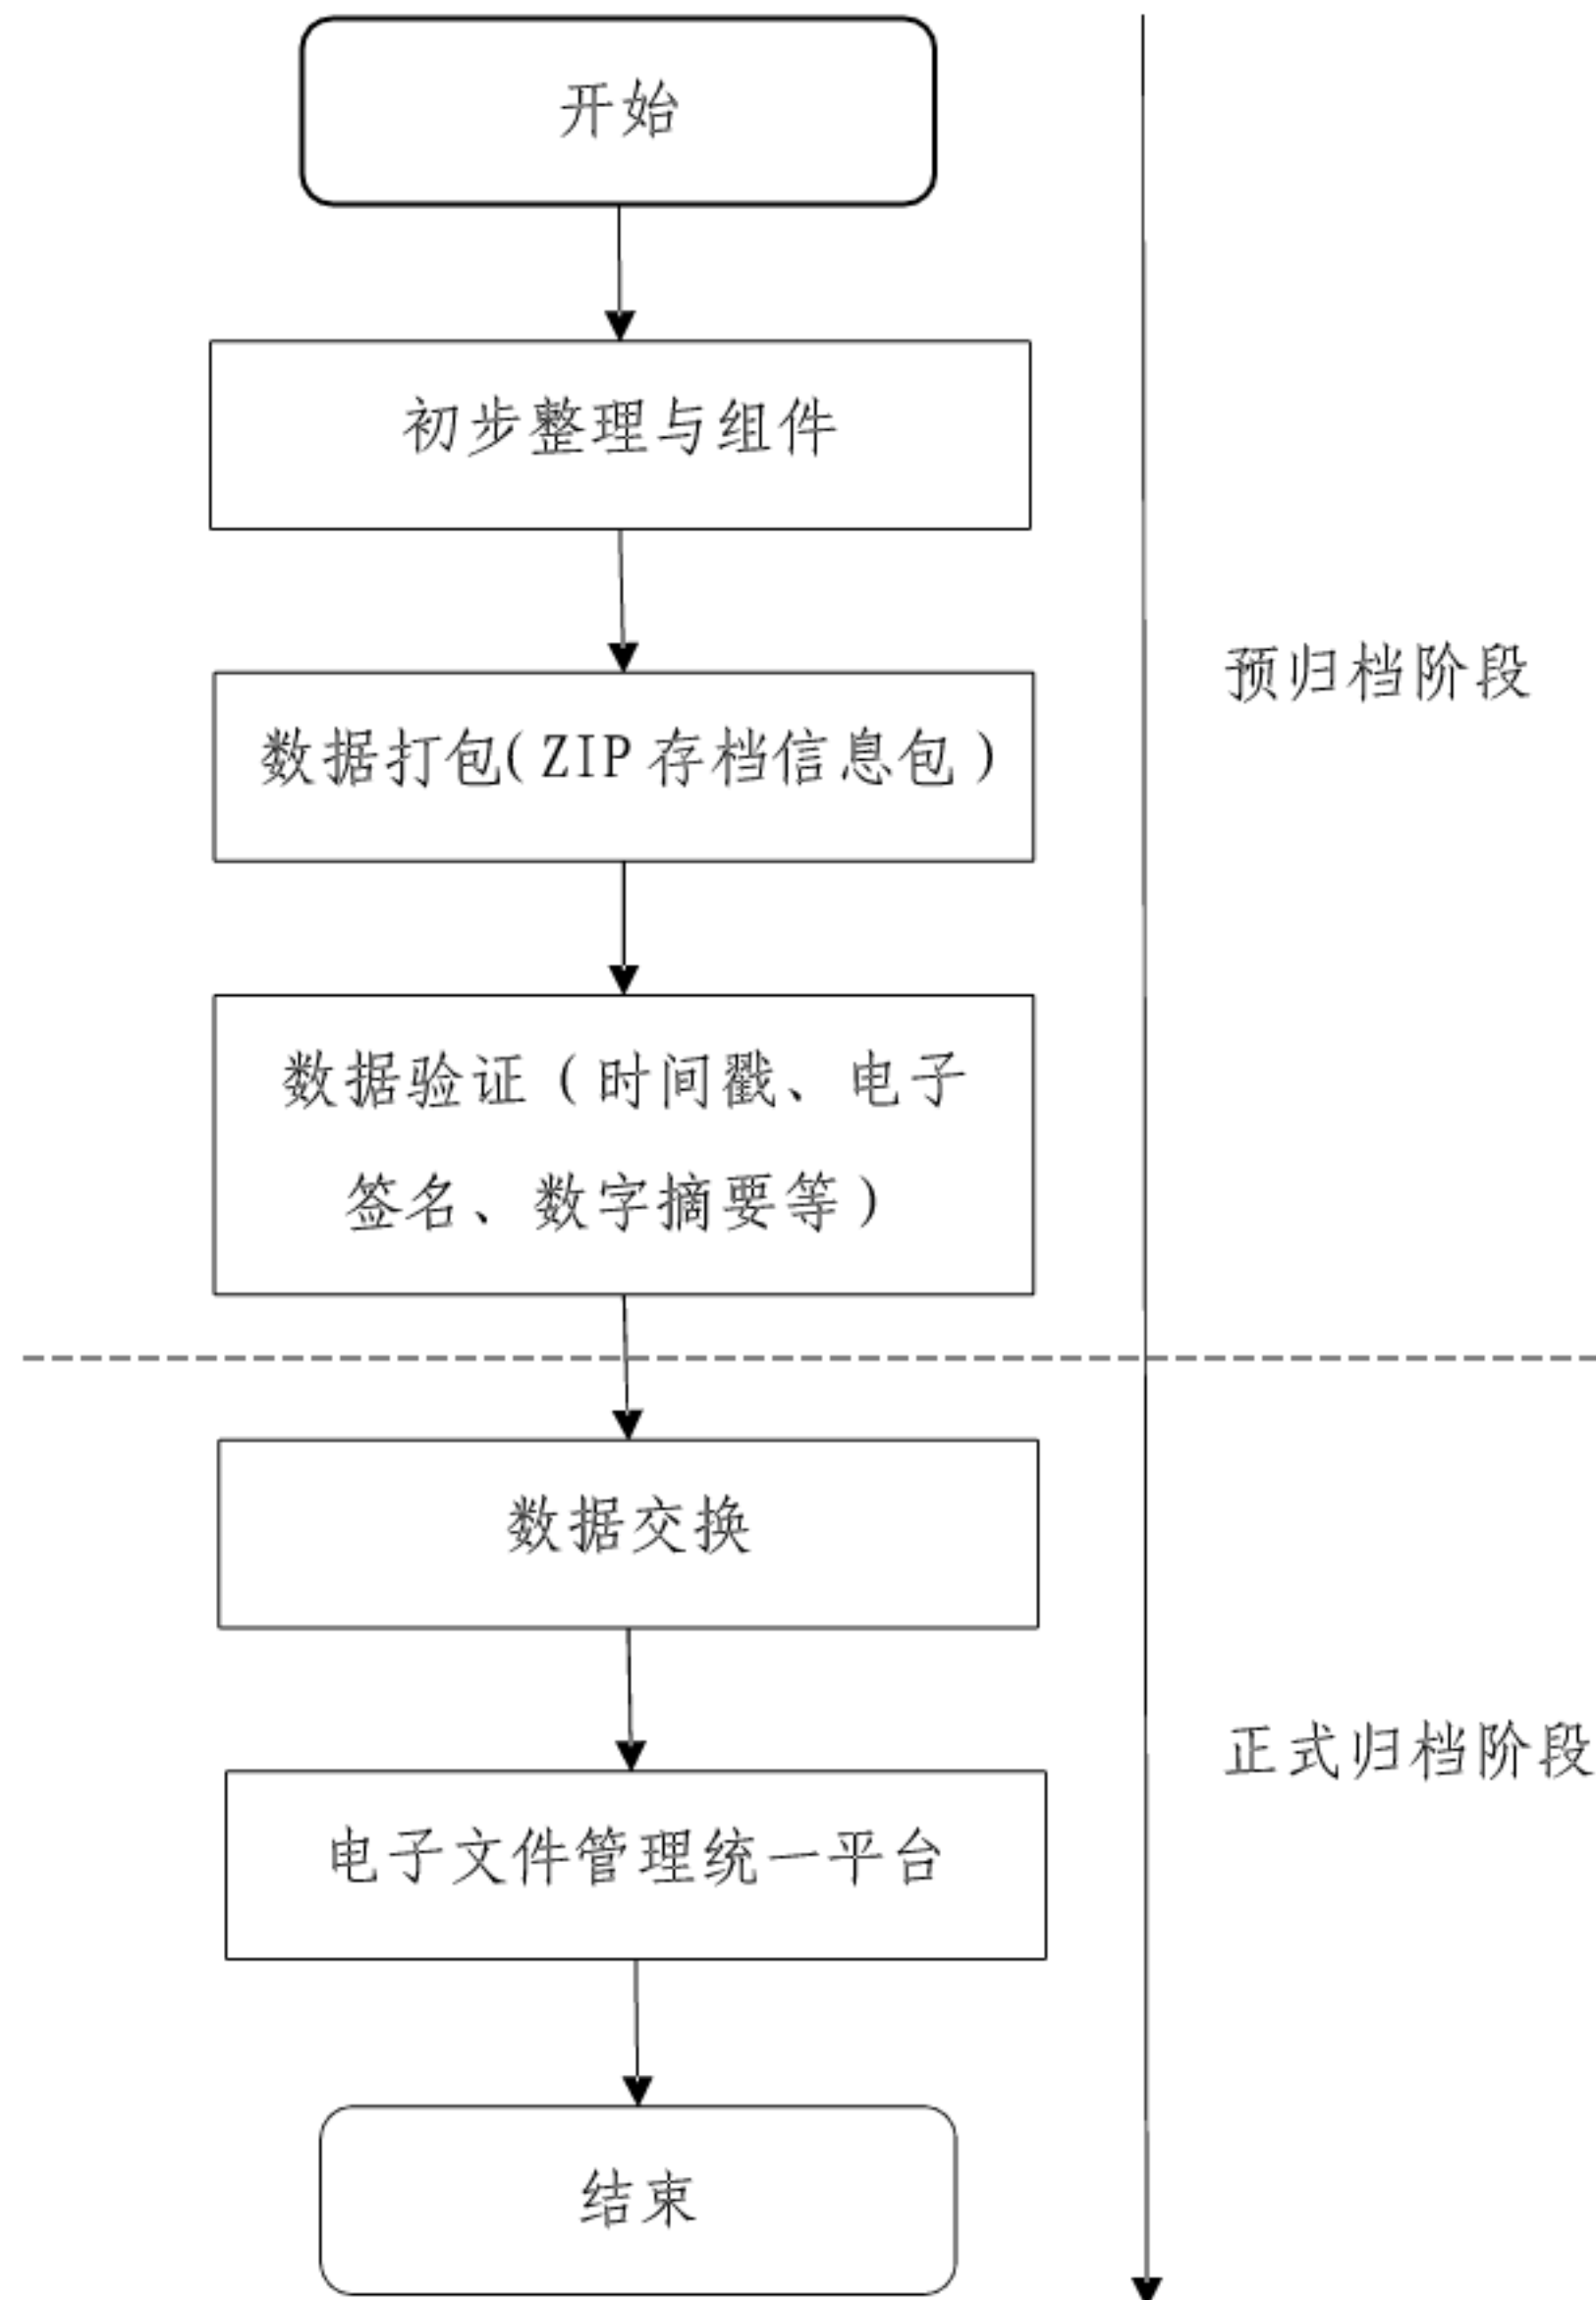 开始
初步整理与组件
预归档阶段
数据打包(ZIP存档信息包)
数据验证(时间戳、电子
签名、数字摘要等)
数据交换
正式归档阶段
电子文件管理统一平台
结束